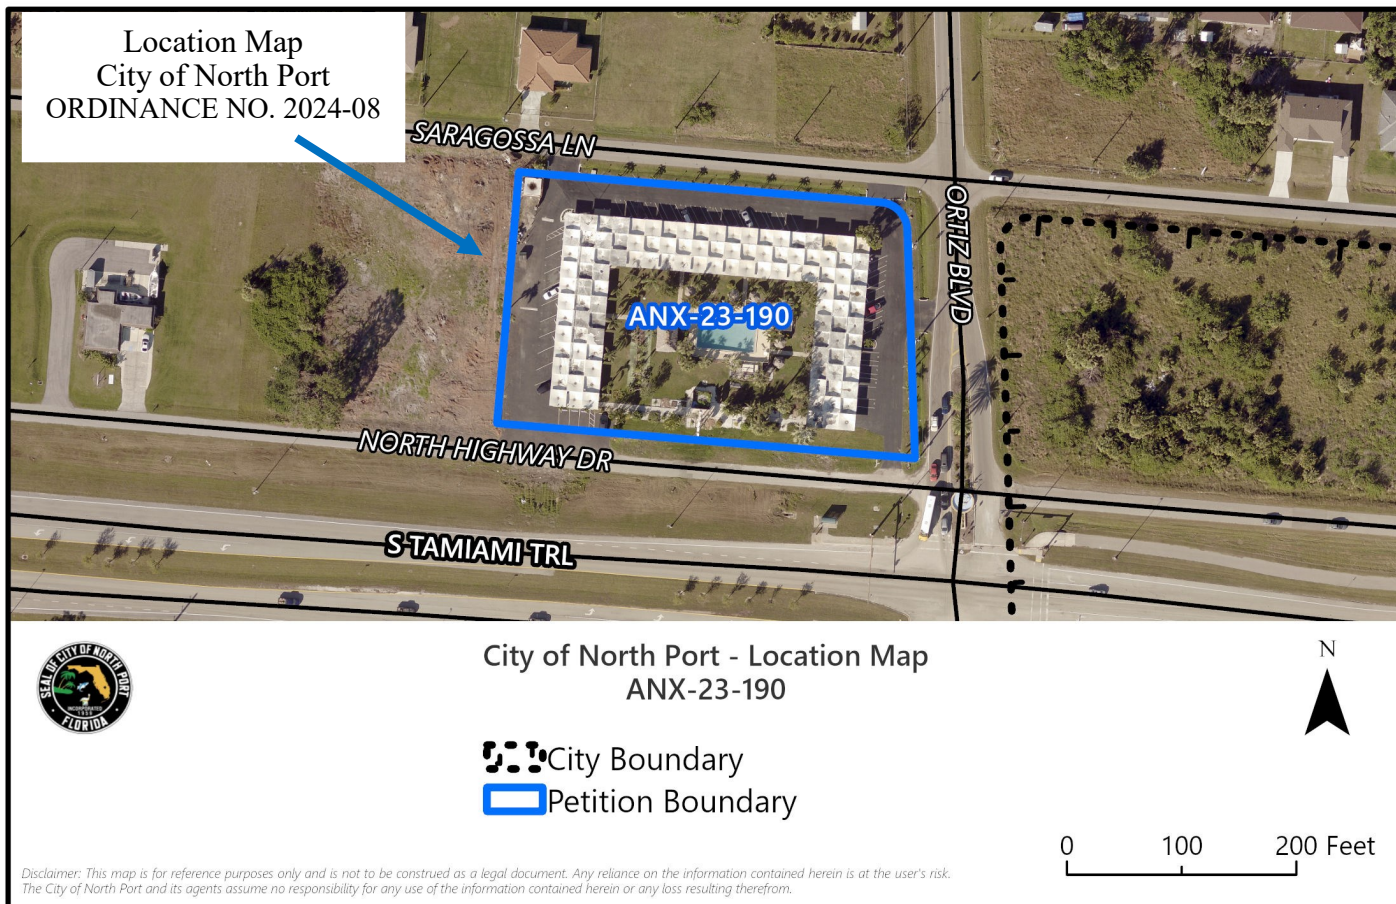 Location Map
City of North Port
ORDINANCE NO. 2024-08
SARAGOSSA LN
ORTIZ BLVD
ANX-23-190
NORTH HIGHWAY DR
S TAMIAMI TRL
SEAL OF CITY OF NORTH PORT
INCORPORATED
1959
FLORIDA
City of North Port - Location Map
ANX-23-190
N
City Boundary
Petition Boundary
0 100 200 Feet
Disclaimer: This map is for reference purposes only and is not to be construed as a legal document. Any reliance on the information contained herein is at the user's risk.
The City of North Port and its agents assume no responsibility for any use of the information contained herein or any loss resulting therefrom.